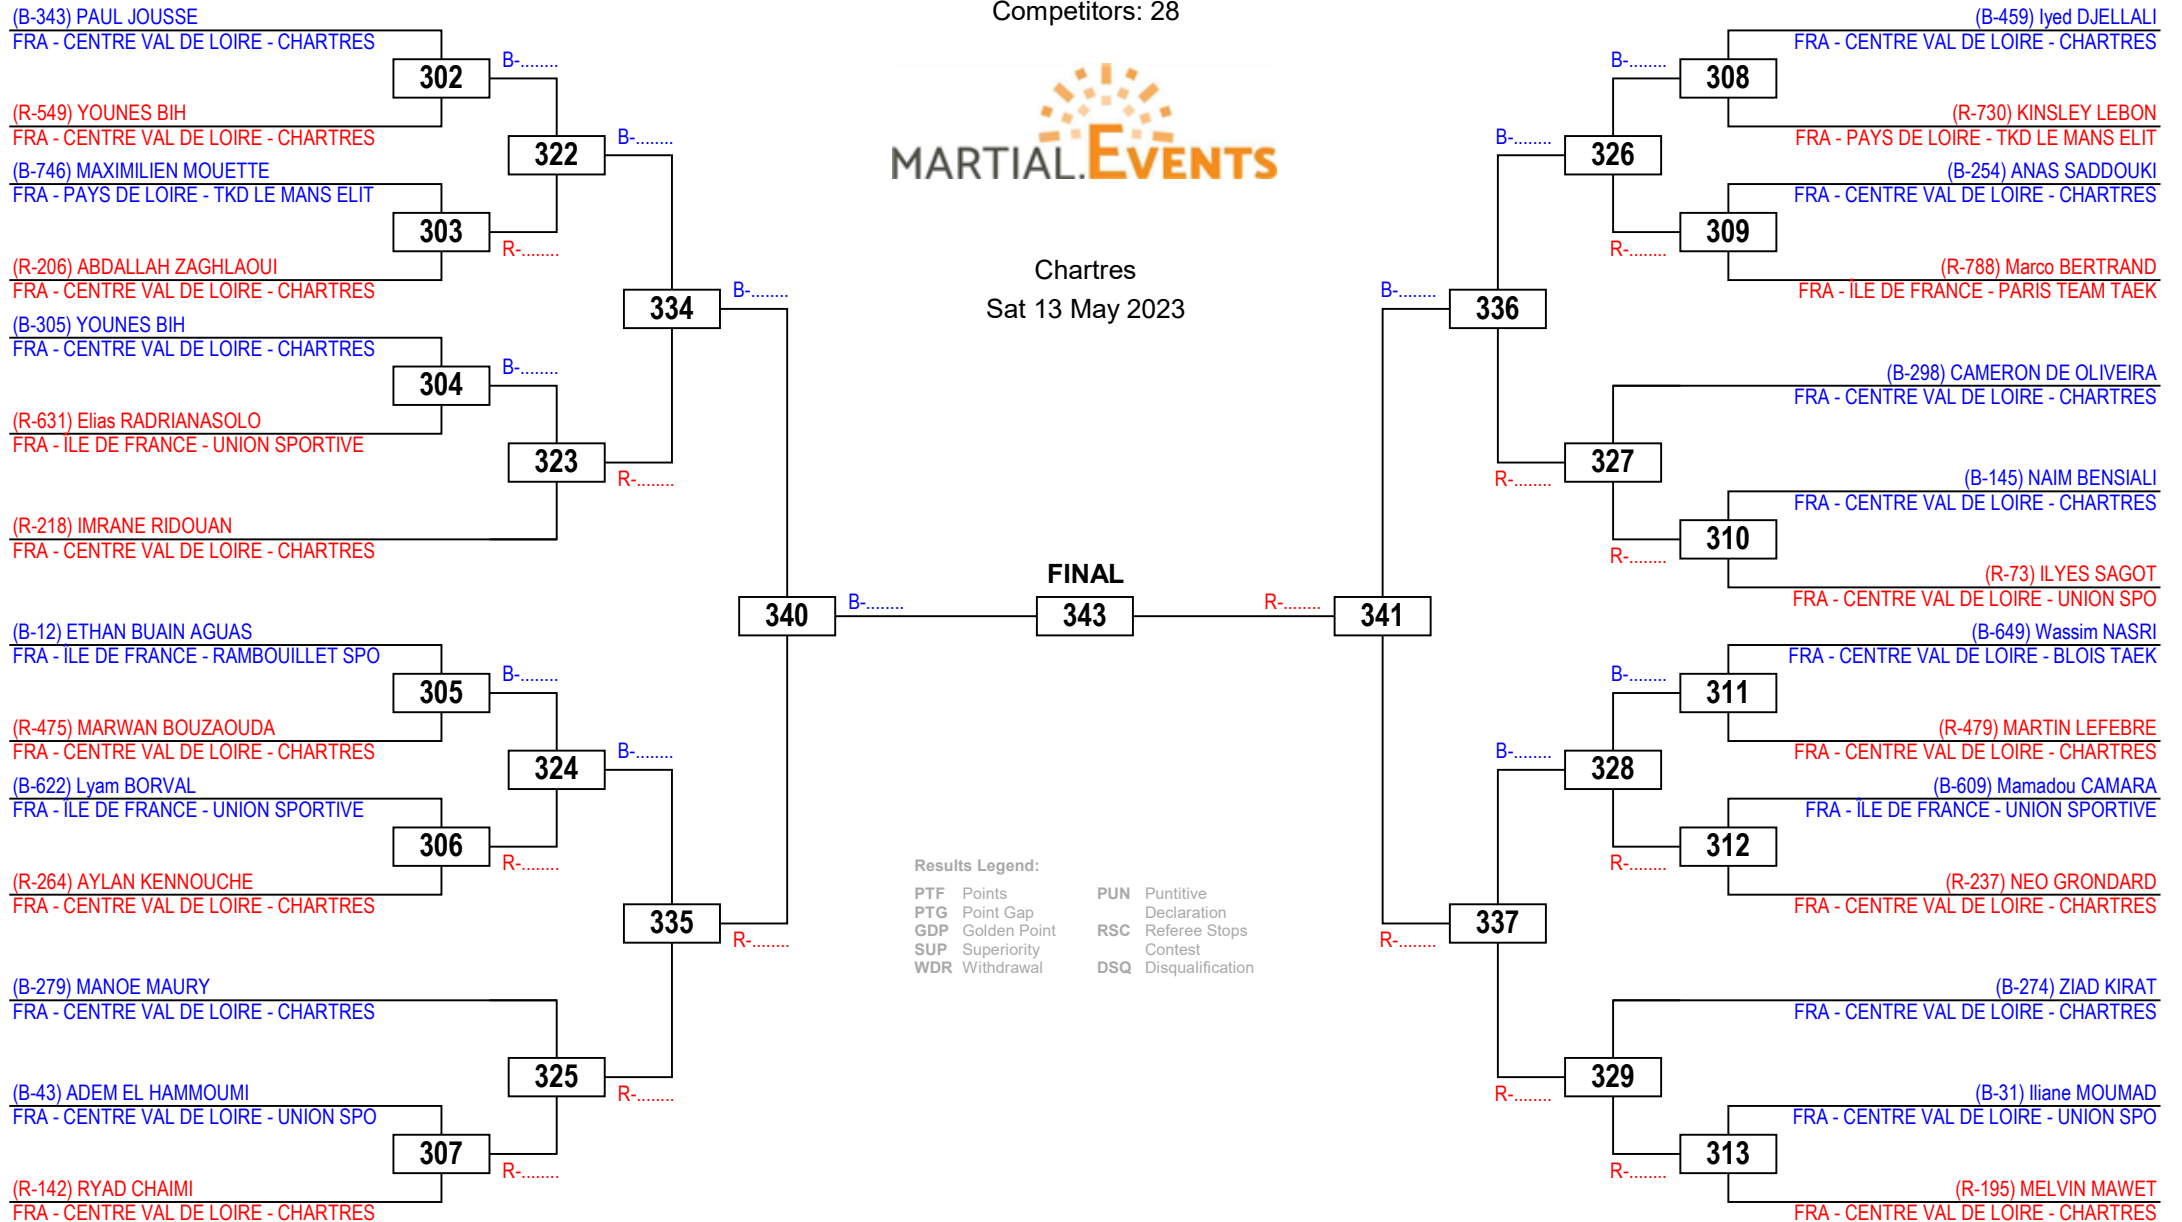 (B-343) PAUL JOUSSE
FRA - CENTRE VAL DE LOIRE - CHARTRES
302
B-........
(R-549) YOUNES BIH
FRA - CENTRE VAL DE LOIRE - CHARTRES
322
B-........
(B-746) MAXIMILIEN MOUETTE
FRA - PAYS DE LOIRE - TKD LE MANS ELIT
303
R-........
(R-206) ABDALLAH ZAGHLAOUI
FRA - CENTRE VAL DE LOIRE - CHARTRES
334
B-........
(B-305) YOUNES BIH
FRA - CENTRE VAL DE LOIRE - CHARTRES
304
B-........
(R-631) Elias RADRIANASOLO
FRA - ÎLE DE FRANCE - UNION SPORTIVE
323
R-........
(R-218) IMRANE RIDOUAN
FRA - CENTRE VAL DE LOIRE - CHARTRES
340
B-........
(B-12) ETHAN BUAIN AGUAS
FRA - ÎLE DE FRANCE - RAMBOUILLET SPO
305
B-........
(R-475) MARWAN BOUZAOUDA
FRA - CENTRE VAL DE LOIRE - CHARTRES
324
B-........
(B-622) Lyam BORVAL
FRA - ÎLE DE FRANCE - UNION SPORTIVE
306
R-........
(R-264) AYLAN KENNOUCHE
FRA - CENTRE VAL DE LOIRE - CHARTRES
335
R-........
(B-279) MANOE MAURY
FRA - CENTRE VAL DE LOIRE - CHARTRES
325
R-........
(B-43) ADEM EL HAMMOUMI
FRA - CENTRE VAL DE LOIRE - UNION SPO
307
R-........
(R-142) RYAD CHAIMI
FRA - CENTRE VAL DE LOIRE - CHARTRES
Competitors: 28
MARTIAL.EVENTS
Chartres
Sat 13 May 2023
FINAL
343
Results Legend:
PTF Points
PTG Point Gap
GDP Golden Point
SUP Superiority
WDR Withdrawal
PUN Puntitive
Declaration
RSC Referee Stops
Contest
DSQ Disqualification
(B-459) Iyed DJELLALI
FRA - CENTRE VAL DE LOIRE - CHARTRES
B-........
308
(R-730) KINSLEY LEBON
FRA - PAYS DE LOIRE - TKD LE MANS ELIT
B-........
326
(B-254) ANAS SADDOUKI
FRA - CENTRE VAL DE LOIRE - CHARTRES
R-........
309
(R-788) Marco BERTRAND
FRA - ÎLE DE FRANCE - PARIS TEAM TAEK
B-........
336
(B-298) CAMERON DE OLIVEIRA
FRA - CENTRE VAL DE LOIRE - CHARTRES
R-........
327
(B-145) NAIM BENSIALI
FRA - CENTRE VAL DE LOIRE - CHARTRES
R-........
310
(R-73) ILYES SAGOT
FRA - CENTRE VAL DE LOIRE - UNION SPO
R-........
341
(B-649) Wassim NASRI
FRA - CENTRE VAL DE LOIRE - BLOIS TAEK
B-........
311
(R-479) MARTIN LEFEBRE
FRA - CENTRE VAL DE LOIRE - CHARTRES
B-........
328
(B-609) Mamadou CAMARA
FRA - ÎLE DE FRANCE - UNION SPORTIVE
R-........
312
(R-237) NEO GRONDARD
FRA - CENTRE VAL DE LOIRE - CHARTRES
R-........
337
(B-274) ZIAD KIRAT
FRA - CENTRE VAL DE LOIRE - CHARTRES
R-........
329
(B-31) Iliane MOUMAD
FRA - CENTRE VAL DE LOIRE - UNION SPO
R-........
313
(R-195) MELVIN MAWET
FRA - CENTRE VAL DE LOIRE - CHARTRES